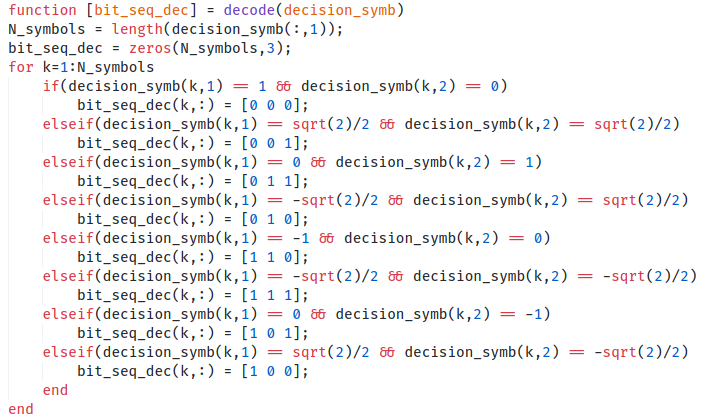 function [bit_seq_dec] = decode(decision_symb)
N_symbols = length(decision_symb(:,1));
bit_seq_dec = zeros(N_symbols,3);
for k=1:N_symbols
    if(decision_symb(k,1) == 1 && decision_symb(k,2) == 0)
        bit_seq_dec(k,:) = [0 0 0];
    elseif(decision_symb(k,1) == sqrt(2)/2 && decision_symb(k,2) == sqrt(2)/2)
        bit_seq_dec(k,:) = [0 0 1];
    elseif(decision_symb(k,1) == 0 && decision_symb(k,2) == 1)
        bit_seq_dec(k,:) = [0 1 1];
    elseif(decision_symb(k,1) == -sqrt(2)/2 && decision_symb(k,2) == sqrt(2)/2)
        bit_seq_dec(k,:) = [0 1 0];
    elseif(decision_symb(k,1) == -1 && decision_symb(k,2) == 0)
        bit_seq_dec(k,:) = [1 1 0];
    elseif(decision_symb(k,1) == -sqrt(2)/2 && decision_symb(k,2) == -sqrt(2)/2)
        bit_seq_dec(k,:) = [1 1 1];
    elseif(decision_symb(k,1) == 0 && decision_symb(k,2) == -1)
        bit_seq_dec(k,:) = [1 0 1];
    elseif(decision_symb(k,1) == sqrt(2)/2 && decision_symb(k,2) == -sqrt(2)/2)
        bit_seq_dec(k,:) = [1 0 0];
    end
end